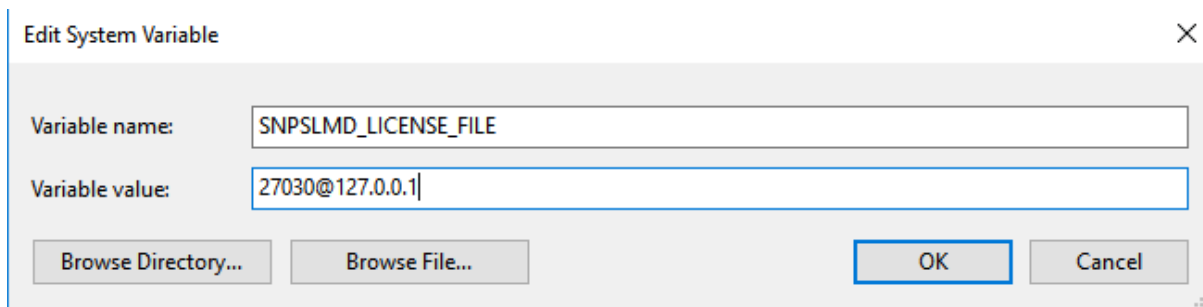 Edit System Variable
Variable name: SNPSLMD_LICENSE_FILE
Variable value: 27030@127.0.0.1
Browse Directory... Browse File... OK Cancel